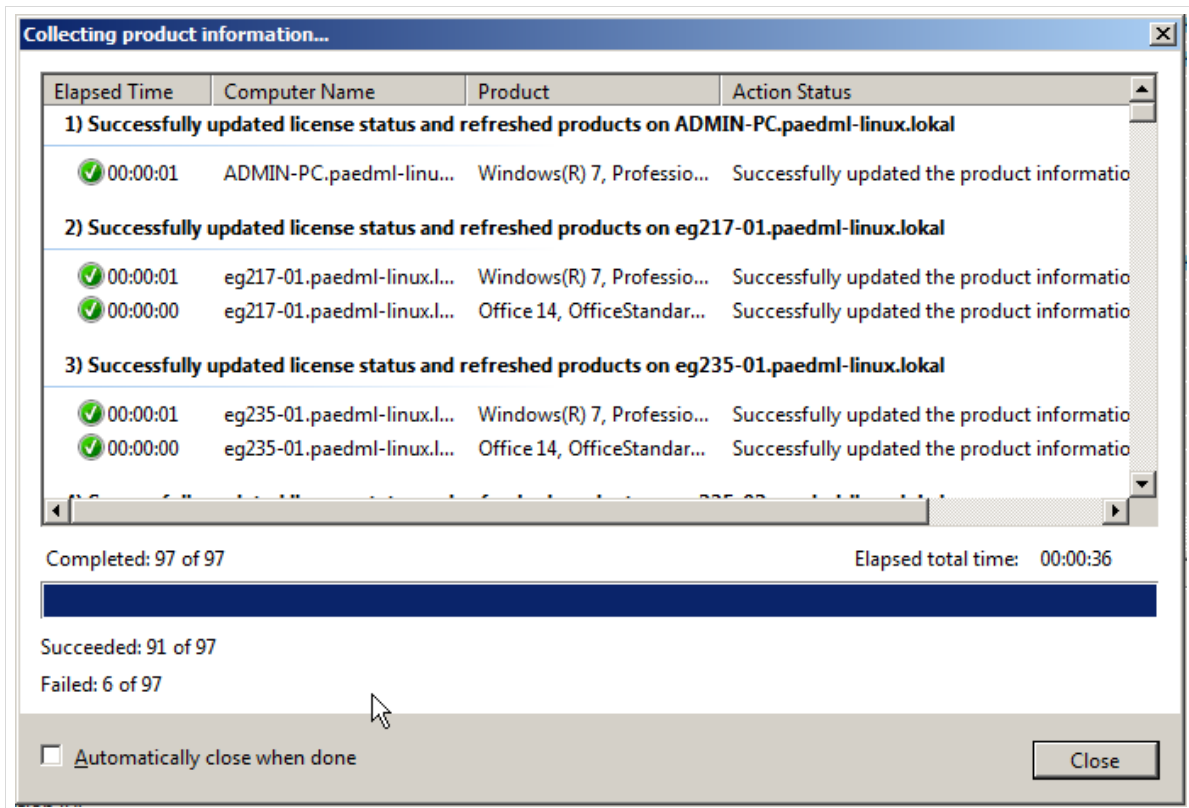 Collecting product information...
Elapsed Time Computer Name Product Action Status
1) Successfully updated license status and refreshed products on ADMIN-PC.paedml-linux.lokal
00:00:01 ADMIN-PC.paedml-linu... Windows(R) 7, Professio... Successfully updated the product informatio
2) Successfully updated license status and refreshed products on eg217-01.paedml-linux.lokal
00:00:01 eg217-01.paedml-linux.l... Windows(R) 7, Professio... Successfully updated the product informatio
00:00:00 eg217-01.paedml-linux.l... Office 14, OfficeStandar... Successfully updated the product informatio
3) Successfully updated license status and refreshed products on eg235-01.paedml-linux.lokal
00:00:01 eg235-01.paedml-linux.l... Windows(R) 7, Professio... Successfully updated the product informatio
00:00:00 eg235-01.paedml-linux.l... Office 14, OfficeStandar... Successfully updated the product informatio
Completed: 97 of 97 Elapsed total time: 00:00:36
Succeeded: 91 of 97
Failed: 6 of 97
Automatically close when done Close